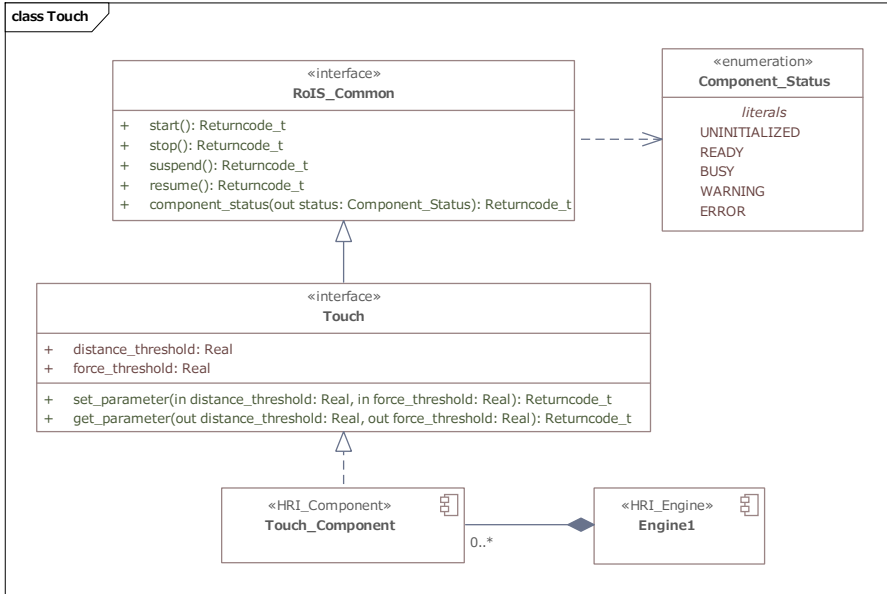 class Touch
«interface»
RoIS_Common
+ start(): Returncode_t
+ stop(): Returncode_t
+ suspend(): Returncode_t
+ resume(): Returncode_t
+ component_status(out status: Component_Status): Returncode_t
«enumeration»
Component_Status
literals
UNINITIALIZED
READY
BUSY
WARNING
ERROR
«interface»
Touch
+ distance_threshold: Real
+ force_threshold: Real
+ set_parameter(in distance_threshold: Real, in force_threshold: Real): Returncode_t
+ get_parameter(out distance_threshold: Real, out force_threshold: Real): Returncode_t
«HRI_Component»
Touch_Component
0..*
«HRI_Engine»
Engine1